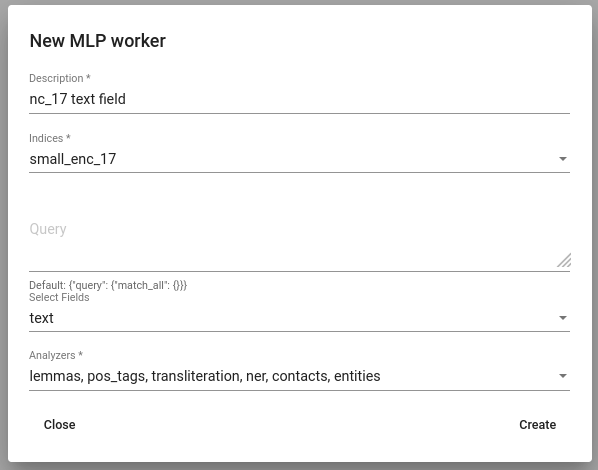 New MLP worker
Description *
nc_17 text field
Indices *
small_enc_17
Query
Default: {"query": {"match_all": {}}}
Select Fields
text
Analyzers *
lemmas, pos_tags, transliteration, ner, contacts, entities
Close Create